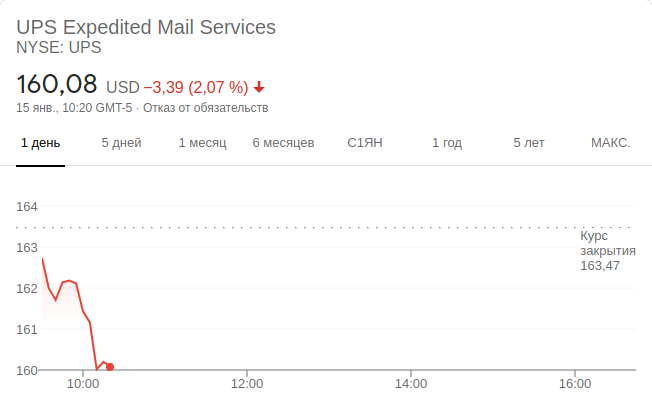 UPS Expedited Mail Services
NYSE: UPS
160,08 USD −3,39 (2,07 %)
15 янв., 10:20 GMT-5 · Отказ от обязательств
1 день 5 дней 1 месяц 6 месяцев С1ЯН 1 год 5 лет МАКС.
164
Курс
163
закрытия
163,47
162
161
160
10:00 12:00 14:00 16:00